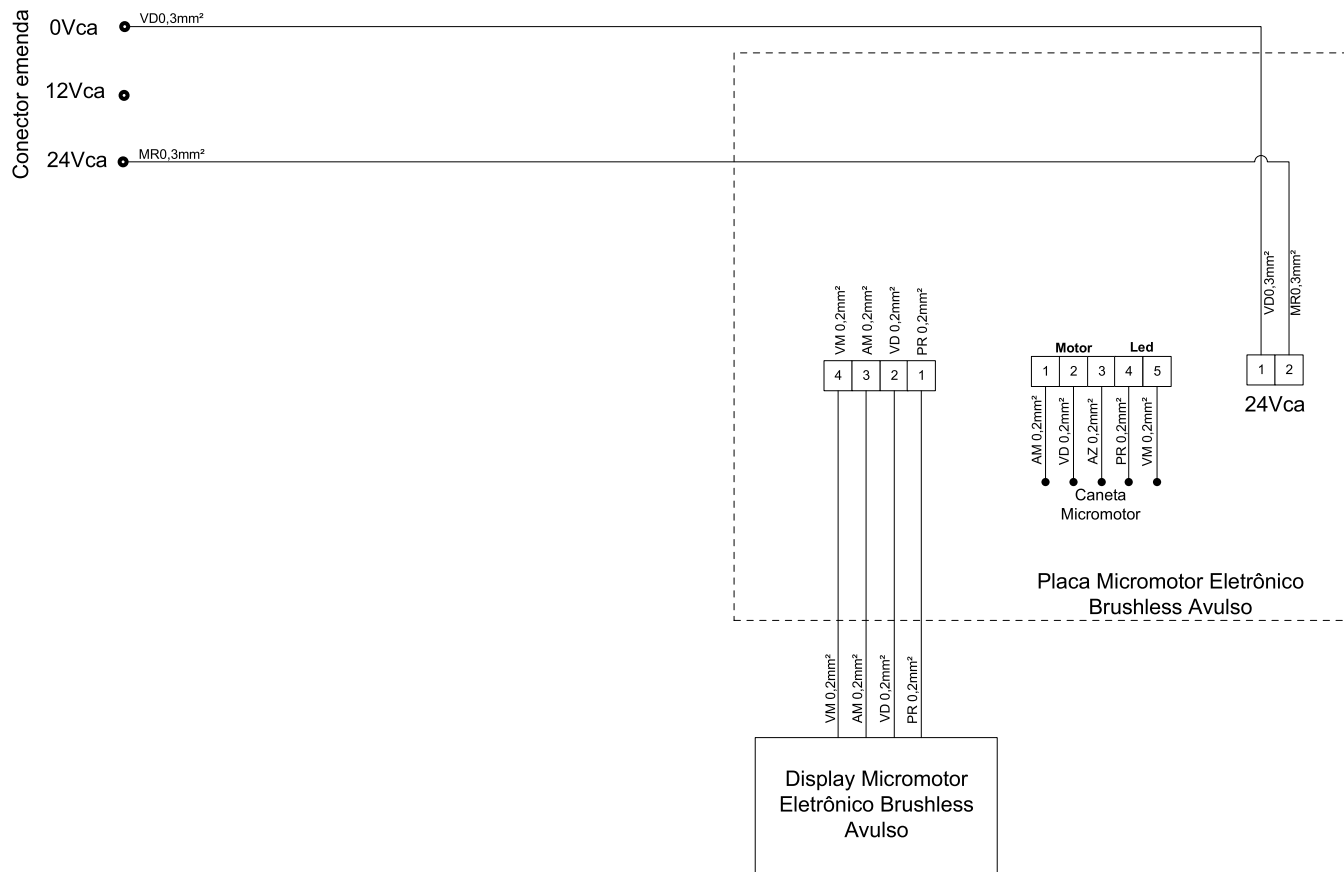 Conector emenda
0Vca
VD0,3mm²
12Vca
24Vca
MR0,3mm²
VD0,3mm²
MR0,3mm²
VM 0,2mm²
AM 0,2mm²
VD 0,2mm²
PR 0,2mm²
4 3 2 1
Motor Led
1 2 3 4 5
1 2
24Vca
AM 0,2mm²
VD 0,2mm²
AZ 0,2mm²
PR 0,2mm²
VM 0,2mm²
Caneta
Micromotor
Placa Micromotor Eletrônico
Brushless Avulso
VM 0,2mm²
AM 0,2mm²
VD 0,2mm²
PR 0,2mm²
Display Micromotor
Eletrônico Brushless
Avulso